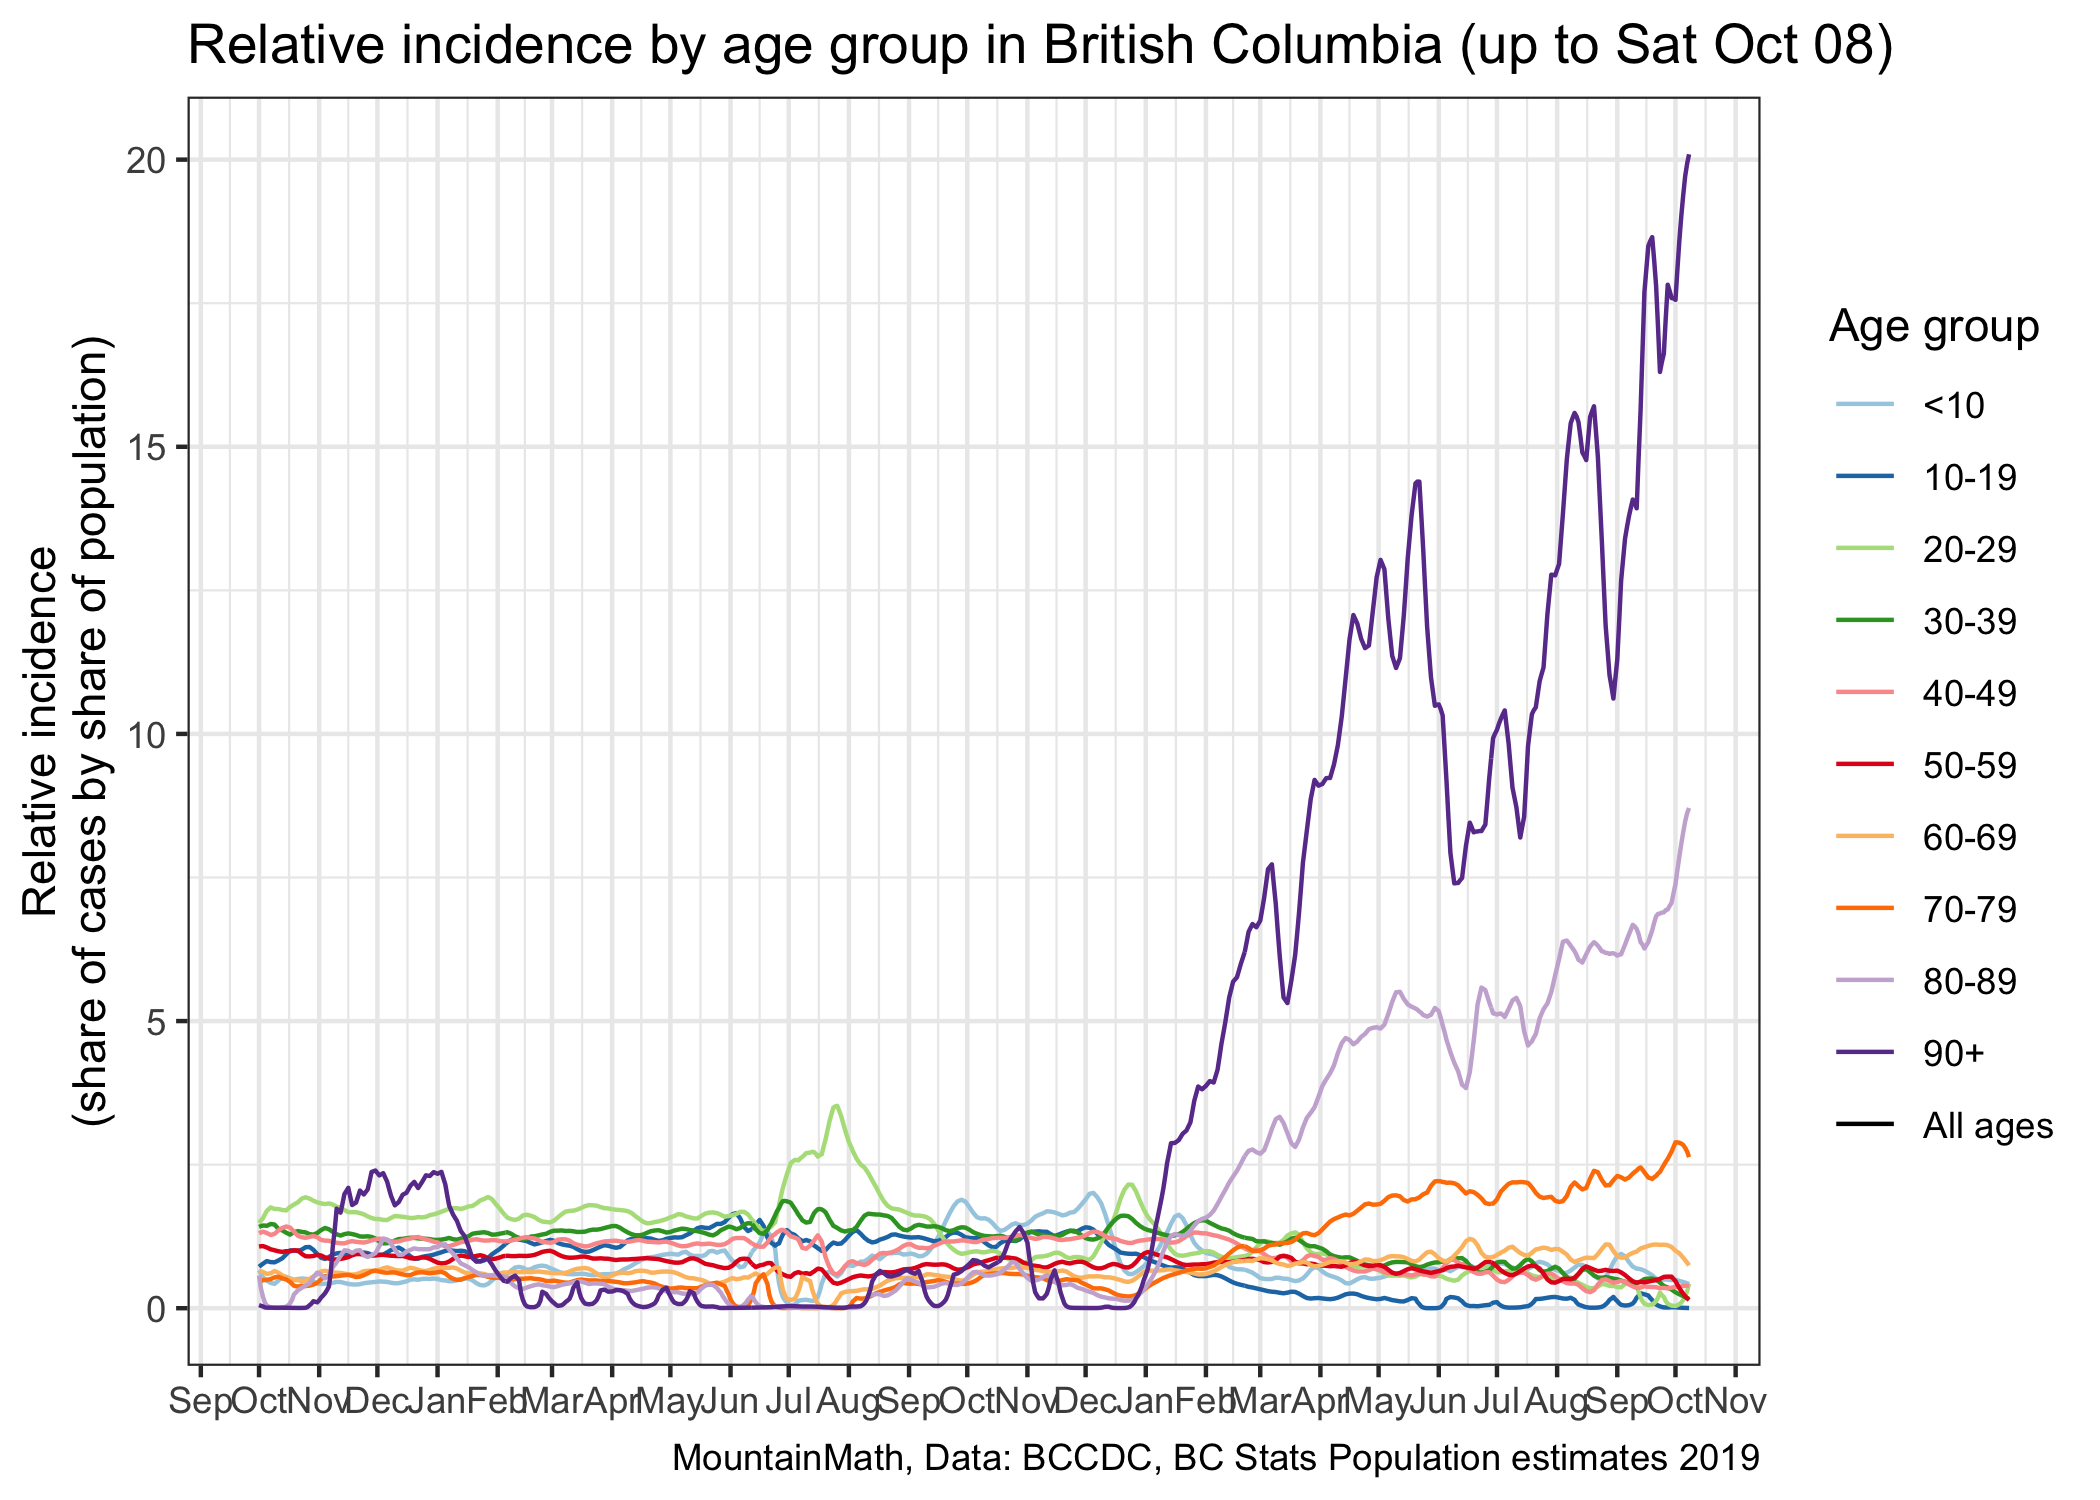 Relative incidence by age group in British Columbia (up to Sat Oct 08)
Relative incidence
(share of cases by share of population)
20
15
10
5
0
Sep Oct Nov Dec Jan Feb Mar Apr May Jun Jul Aug Sep Oct Nov Dec Jan Feb Mar Apr May Jun Jul Aug Sep Oct Nov
Age group
<10
10-19
20-29
30-39
40-49
50-59
60-69
70-79
80-89
90+
All ages
MountainMath, Data: BCCDC, BC Stats Population estimates 2019